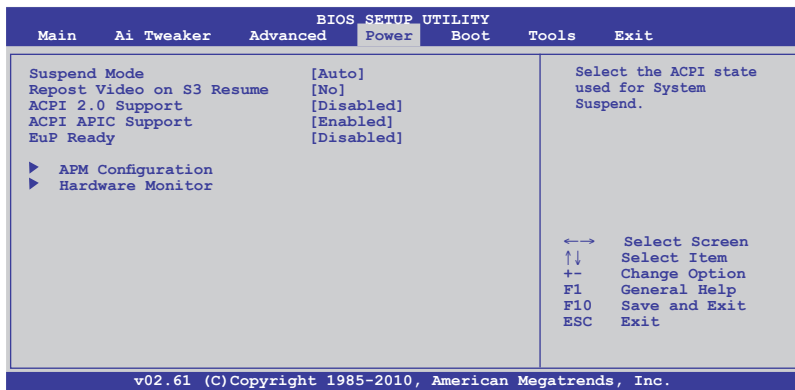 BIOS SETUP UTILITY
Main Ai Tweaker Advanced Power Boot Tools Exit
Suspend Mode [Auto]
Repost Video on S3 Resume [No]
ACPI 2.0 Support [Disabled]
ACPI APIC Support [Enabled]
EuP Ready [Disabled]
▶ APM Configuration
▶ Hardware Monitor
Select the ACPI state
used for System
Suspend.
←→ Select Screen
↑↓ Select Item
+- Change Option
F1 General Help
F10 Save and Exit
ESC Exit
v02.61 (C)Copyright 1985-2010, American Megatrends, Inc.